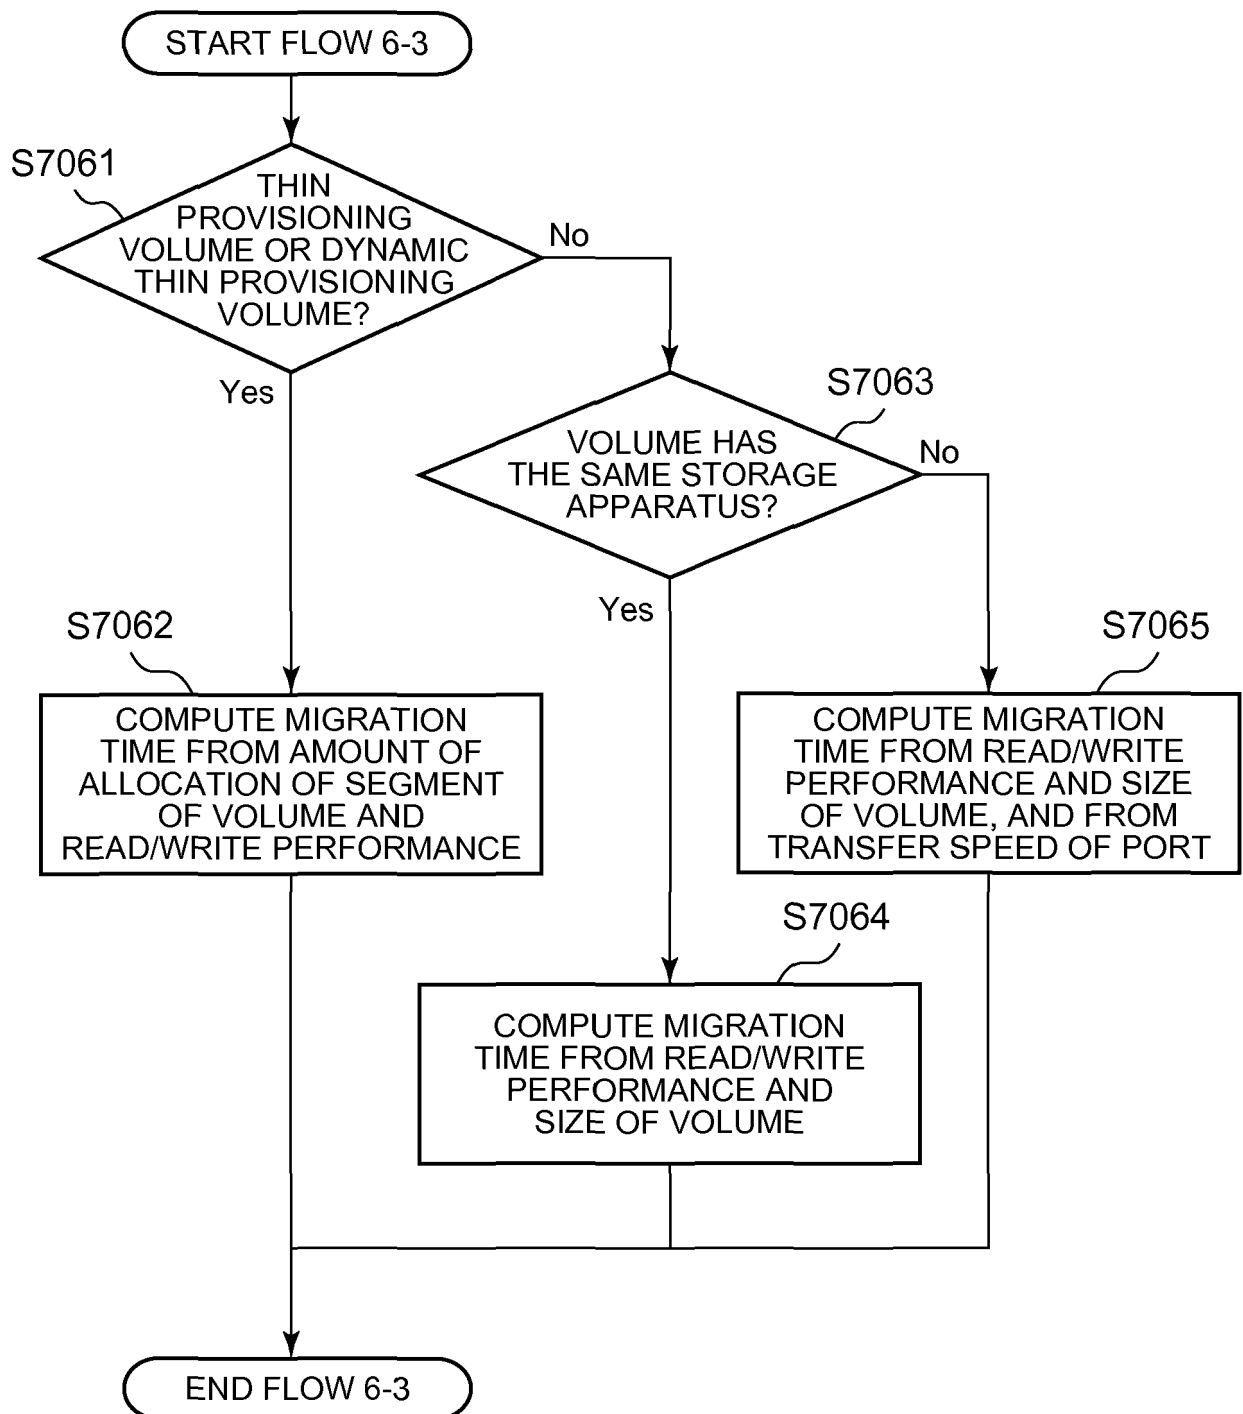 START FLOW 6-3
S7061
THIN
PROVISIONING
VOLUME OR DYNAMIC
THIN PROVISIONING
VOLUME?
No
Yes
S7063
VOLUME HAS
THE SAME STORAGE
APPARATUS?
No
Yes
S7062
COMPUTE MIGRATION
TIME FROM AMOUNT OF
ALLOCATION OF SEGMENT
OF VOLUME AND
READ/WRITE PERFORMANCE
S7065
COMPUTE MIGRATION
TIME FROM READ/WRITE
PERFORMANCE AND SIZE
OF VOLUME, AND FROM
TRANSFER SPEED OF PORT
S7064
COMPUTE MIGRATION
TIME FROM READ/WRITE
PERFORMANCE AND
SIZE OF VOLUME
END FLOW 6-3